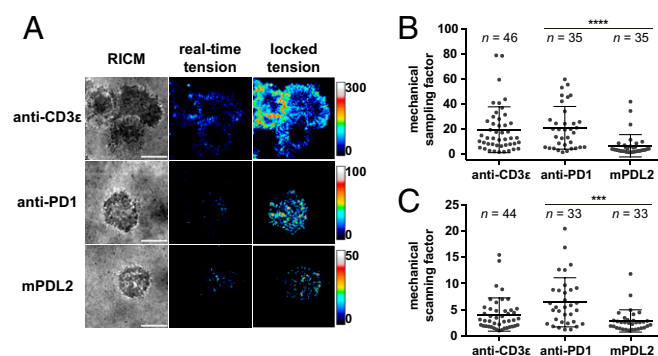 A
RICM
real-time tension
locked tension
anti-CD3ε
300
0
anti-PD1
100
0
mPDL2
50
0
B
mechanical sampling factor
100
80
60
40
20
0
n = 46
n = 35
n = 35
****
anti-CD3ε
anti-PD1
mPDL2
C
mechanical scanning factor
25
20
15
10
5
0
n = 44
n = 33
n = 33
***
anti-CD3ε
anti-PD1
mPDL2